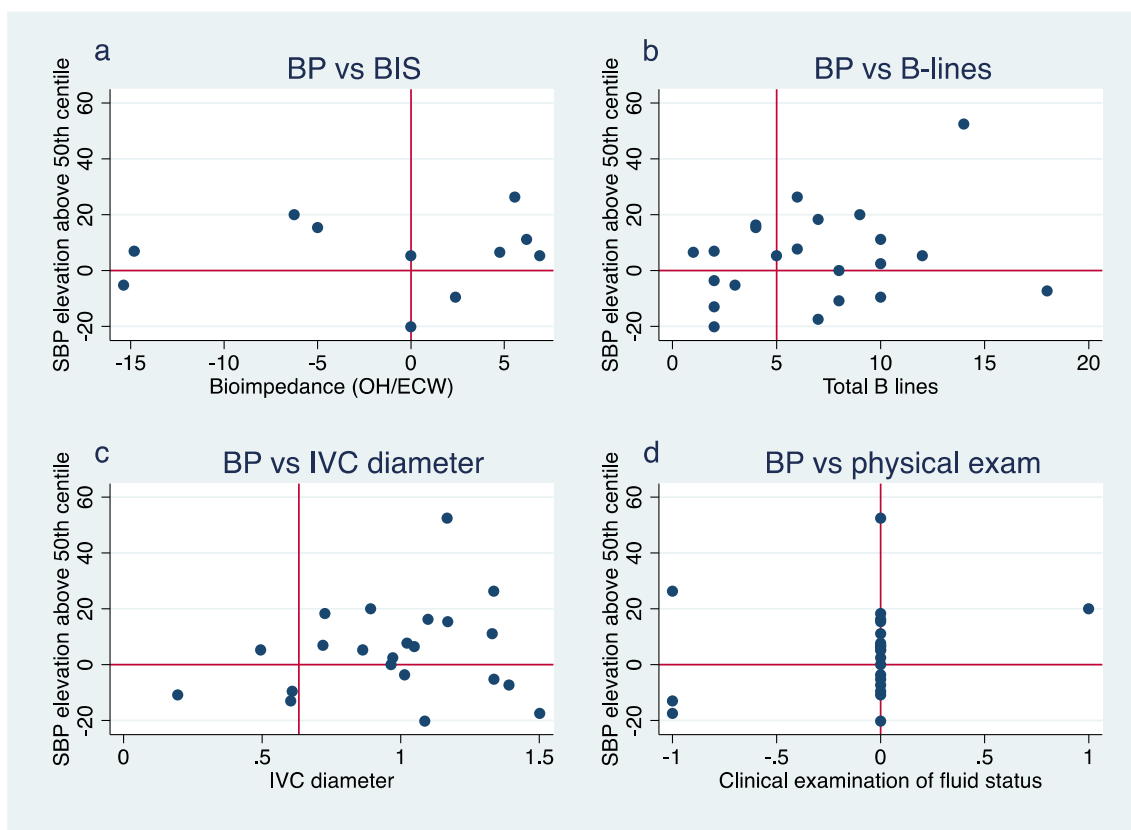 a
BP vs BIS
SBP elevation above 50th centile
60
40
20
0
-20
-15
-10
-5
0
5
Bioimpedance (OH/ECW)
b
BP vs B-lines
SBP elevation above 50th centile
60
40
20
0
-20
0
5
10
15
20
Total B lines
c
BP vs IVC diameter
SBP elevation above 50th centile
60
40
20
0
-20
0
.5
1
1.5
IVC diameter
d
BP vs physical exam
SBP elevation above 50th centile
60
40
20
0
-20
-1
-.5
0
.5
1
Clinical examination of fluid status